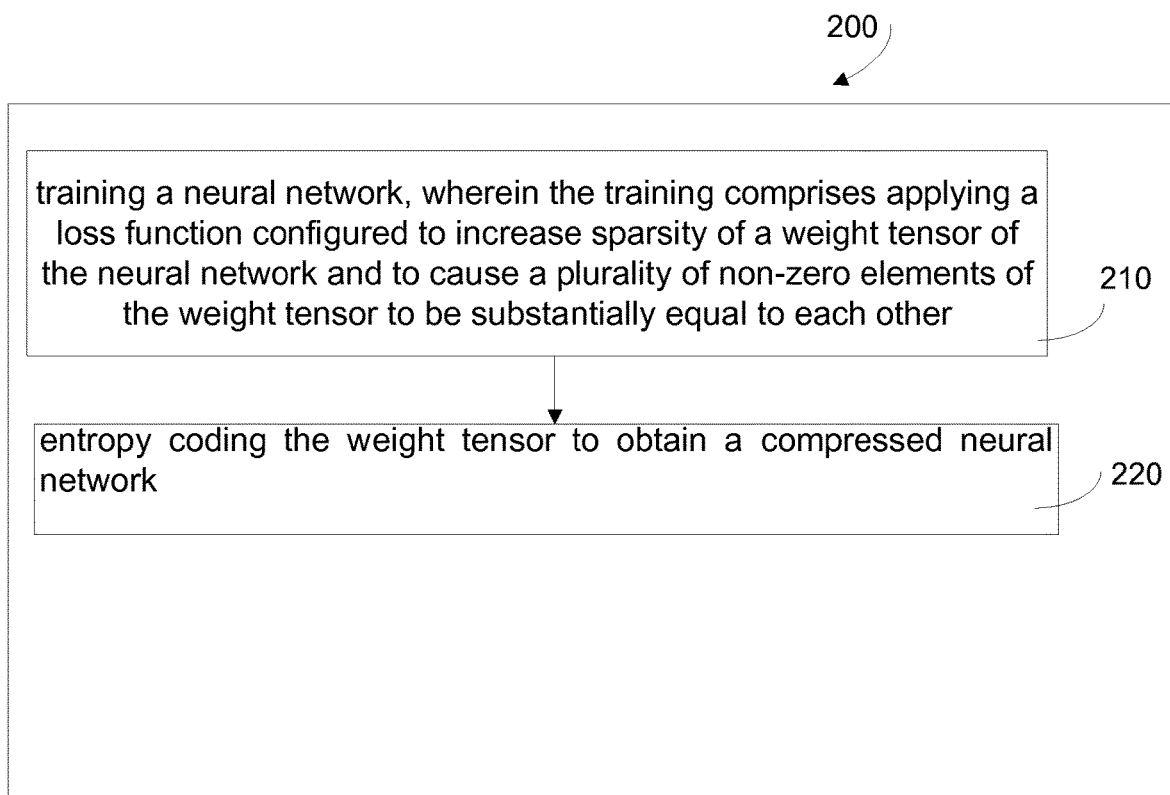 200
training a neural network, wherein the training comprises applying a
loss function configured to increase sparsity of a weight tensor of
the neural network and to cause a plurality of non-zero elements of
the weight tensor to be substantially equal to each other
210
entropy coding the weight tensor to obtain a compressed neural
network
220